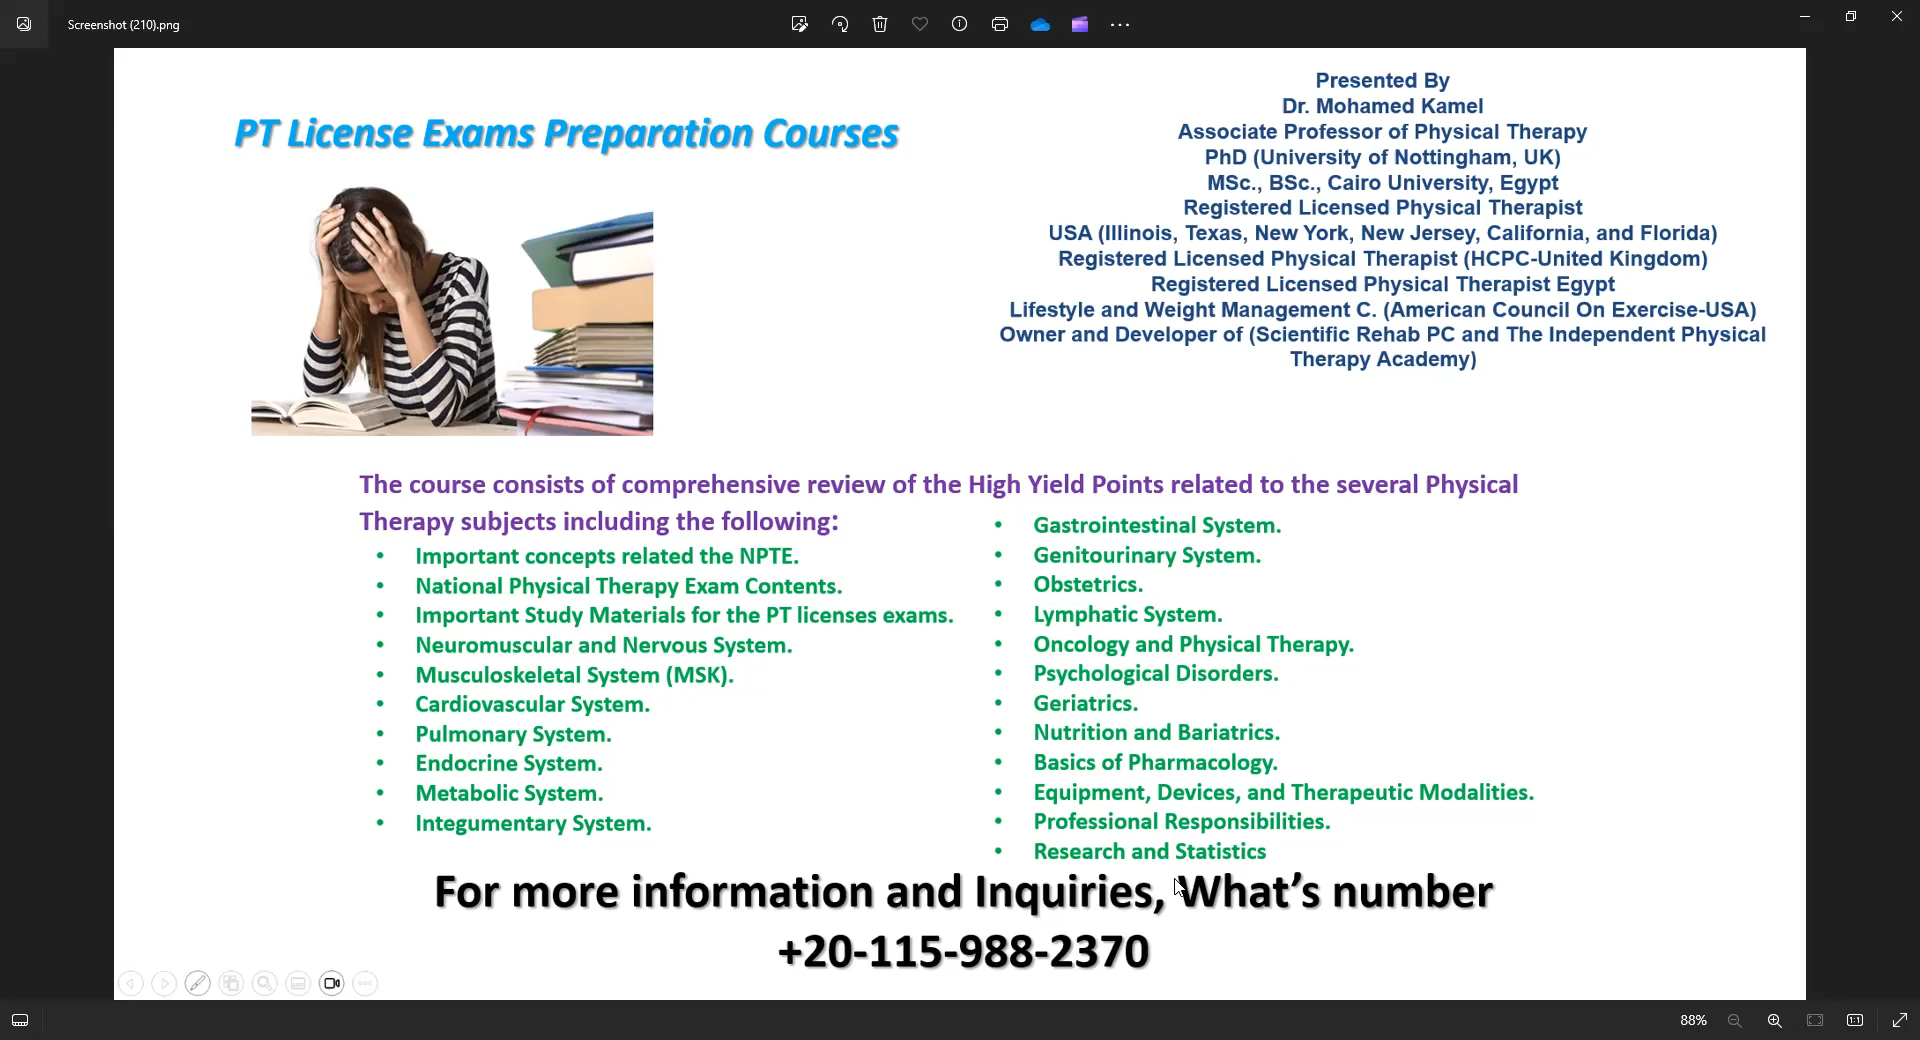 Screenshot (210).png
PT License Exams Preparation Courses
Presented By
Dr. Mohamed Kamel
Associate Professor of Physical Therapy
PhD (University of Nottingham, UK)
MSc., BSc., Cairo University, Egypt
Registered Licensed Physical Therapist
USA (Illinois, Texas, New York, New Jersey, California, and Florida)
Registered Licensed Physical Therapist (HCPC-United Kingdom)
Registered Licensed Physical Therapist Egypt
Lifestyle and Weight Management C. (American Council On Exercise-USA)
Owner and Developer of (Scientific Rehab PC and The Independent Physical
Therapy Academy)
The course consists of comprehensive review of the High Yield Points related to the several Physical
Therapy subjects including the following:
• Important concepts related the NPTE.
• National Physical Therapy Exam Contents.
• Important Study Materials for the PT licenses exams.
• Neuromuscular and Nervous System.
• Musculoskeletal System (MSK).
• Cardiovascular System.
• Pulmonary System.
• Endocrine System.
• Metabolic System.
• Integumentary System.
• Gastrointestinal System.
• Genitourinary System.
• Obstetrics.
• Lymphatic System.
• Oncology and Physical Therapy.
• Psychological Disorders.
• Geriatrics.
• Nutrition and Bariatrics.
• Basics of Pharmacology.
• Equipment, Devices, and Therapeutic Modalities.
• Professional Responsibilities.
• Research and Statistics
For more information and Inquiries, What's number
+20-115-988-2370
88%
1:1